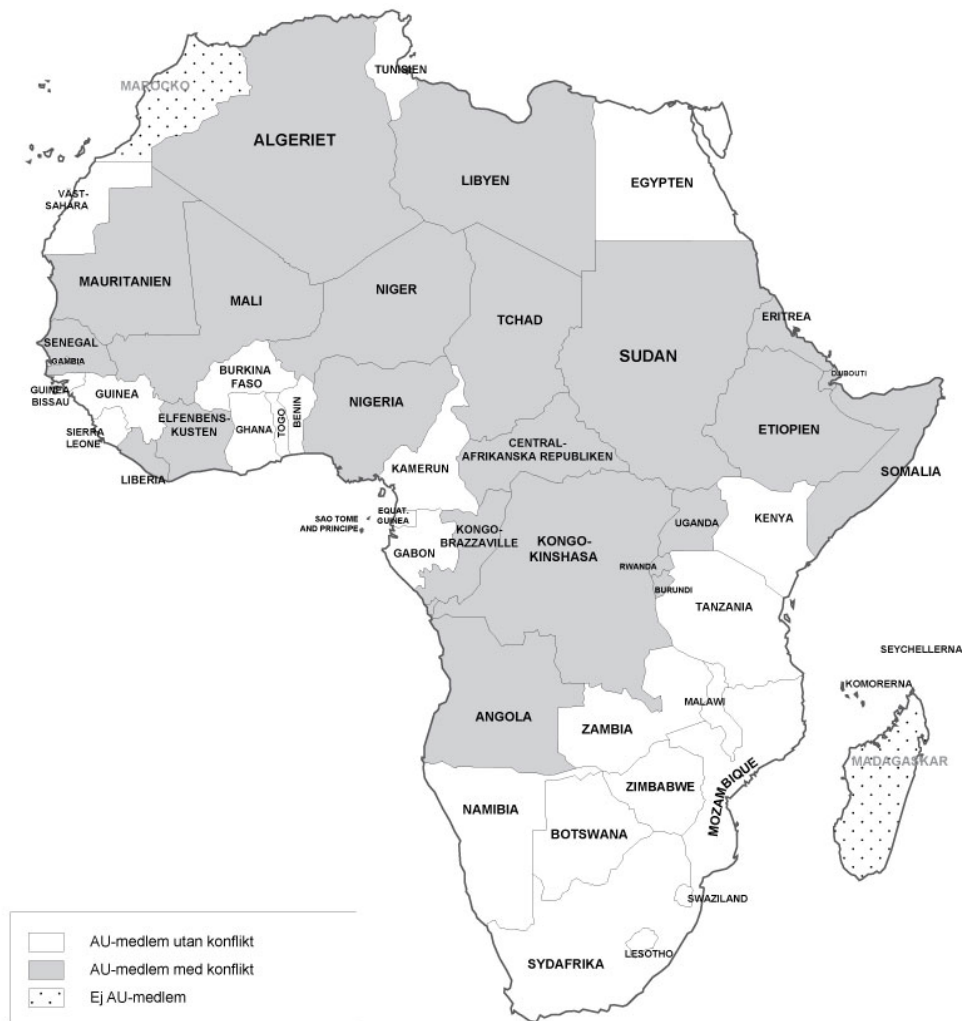 TUNISIEN
MAROCKO
ALGERIET
LIBYEN
EGYPTEN
VÄST-
SAHARA
MAURITANIEN
MALI
NIGER
TCHAD
SUDAN
ERITREA
SENEGAL
GAMBIA
DJIBOUTI
GUINEA
BISSAU
GUINEA
BURKINA
FASO
NIGERIA
ELFENBENS-
KUSTEN
GHANA
TOGO
BENIN
SIERRA
LEONE
LIBERIA
CENTRAL-
AFRIKANSKA REPUBLIKEN
ETIOPIEN
SOMALIA
KAMERUN
EQUAT.
GUINEA
SAO TOME
AND PRINCIPE
GABON
KONGO-
BRAZZAVILLE
KONGO-
KINSHASA
UGANDA
KENYA
RWANDA
BURUNDI
TANZANIA
SEYCHELLERNA
KOMORERNA
ANGOLA
ZAMBIA
MALAWI
MADAGASKAR
MOZAMBIQUE
ZIMBABWE
NAMIBIA
BOTSWANA
SWAZILAND
LESOTHO
SYDAFRIKA
AU-medlem utan konflikt
AU-medlem med konflikt
Ej AU-medlem